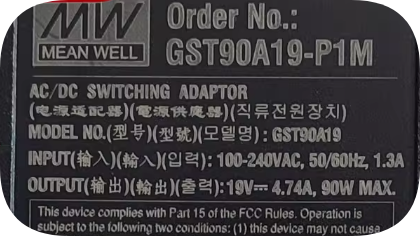 MW
MEAN WELL
Order No.:
GST90A19-P1M
AC/DC SWITCHING ADAPTOR
(电源适配器)(電源供應器)(직류전원장치)
MODEL NO.(型号)(型號)(모델명) : GST90A19
INPUT(输入)(輸入)(입력): 100-240VAC, 50/60Hz, 1.3A
OUTPUT(输出)(輸出)(출력): 19V⎓ 4.74A, 90W MAX.
This device complies with Part 15 of the FCC Rules. Operation is
subject to the following two conditions: (1) this device may not cause